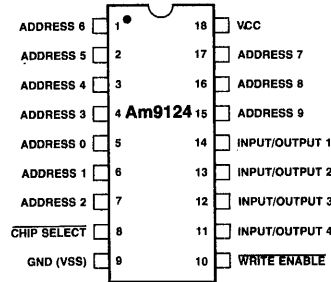 ADDRESS 6 1 18 VCC
ADDRESS 5 2 17 ADDRESS 7
ADDRESS 4 3 16 ADDRESS 8
ADDRESS 3 4 Am9124 15 ADDRESS 9
ADDRESS 0 5 14 INPUT/OUTPUT 1
ADDRESS 1 6 13 INPUT/OUTPUT 2
ADDRESS 2 7 12 INPUT/OUTPUT 3
CHIP SELECT 8 11 INPUT/OUTPUT 4
GND (VSS) 9 10 WRITE ENABLE